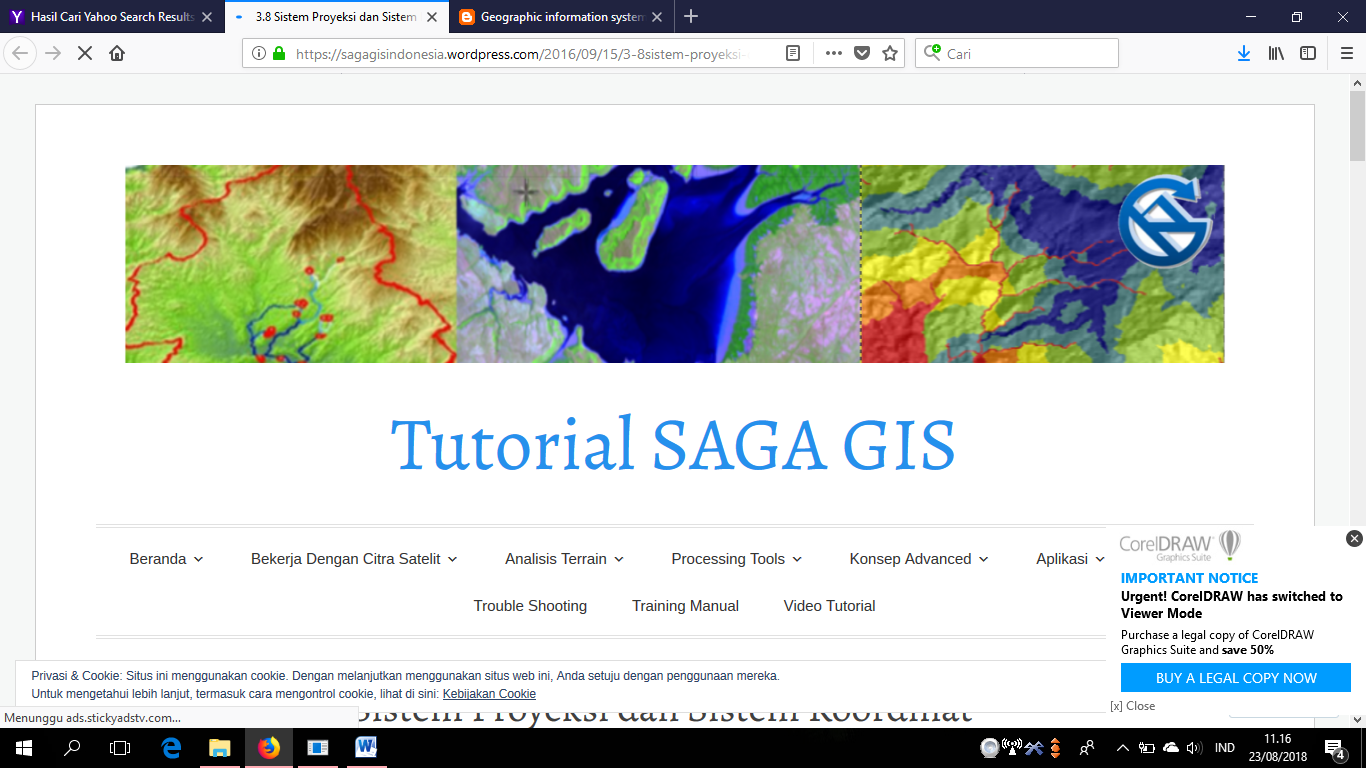 Hasil Cari Yahoo Search Results
3.8 Sistem Proyeksi dan Sistem
Geographic information system
https://sagagisindonesia.wordpress.com/2016/09/15/3-8sistem-proyeksi-
Cari
Tutorial SAGA GIS
Beranda
Bekerja Dengan Citra Satelit
Analisis Terrain
Processing Tools
Konsep Advanced
Aplikasi
Trouble Shooting
Training Manual
Video Tutorial
CorelDRAW
Graphics Suite
IMPORTANT NOTICE
Urgent! CorelDRAW has switched to
Viewer Mode
Purchase a legal copy of CorelDRAW
Graphics Suite and save 50%
BUY A LEGAL COPY NOW
[x] Close
Privasi & Cookie: Situs ini menggunakan cookie. Dengan melanjutkan menggunakan situs web ini, Anda setuju dengan penggunaan mereka.
Untuk mengetahui lebih lanjut, termasuk cara mengontrol cookie, lihat di sini: Kebijakan Cookie
Sistem Proyeksi dan Sistem Koordinat
Menunggu ads.stickyadstv.com...
IND
11.16
23/08/2018
4